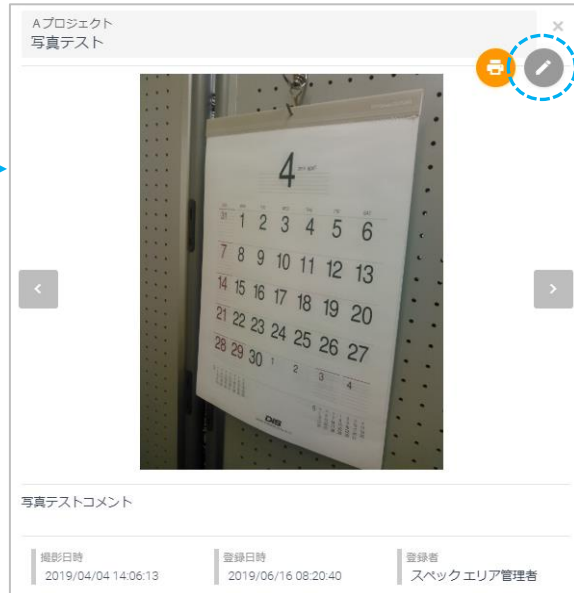 Aプロジェクト
写真テスト
4
31 1 2 3 4 5 6
7 8 9 10 11 12 13
14 15 16 17 18 19 20
21 22 23 24 25 26 27
28 29 30 1 2 3 4
DIS
写真テストコメント
撮影日時 登録日時 登録者
2019/04/04 14:06:13 2019/06/16 08:20:40 スペックエリア管理者